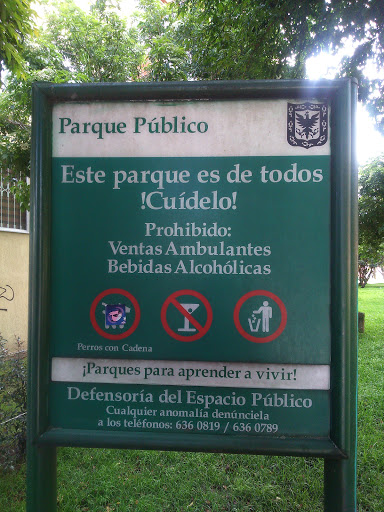 Parque Público
Este parque es de todos
!Cuídelo!
Prohibido:
Ventas Ambulantes
Bebidas Alcohólicas
Perros con Cadena
¡Parques para aprender a vivir!
Defensoría del Espacio Público
Cualquier anomalía denúnciela
a los teléfonos: 636 0819 / 636 0789